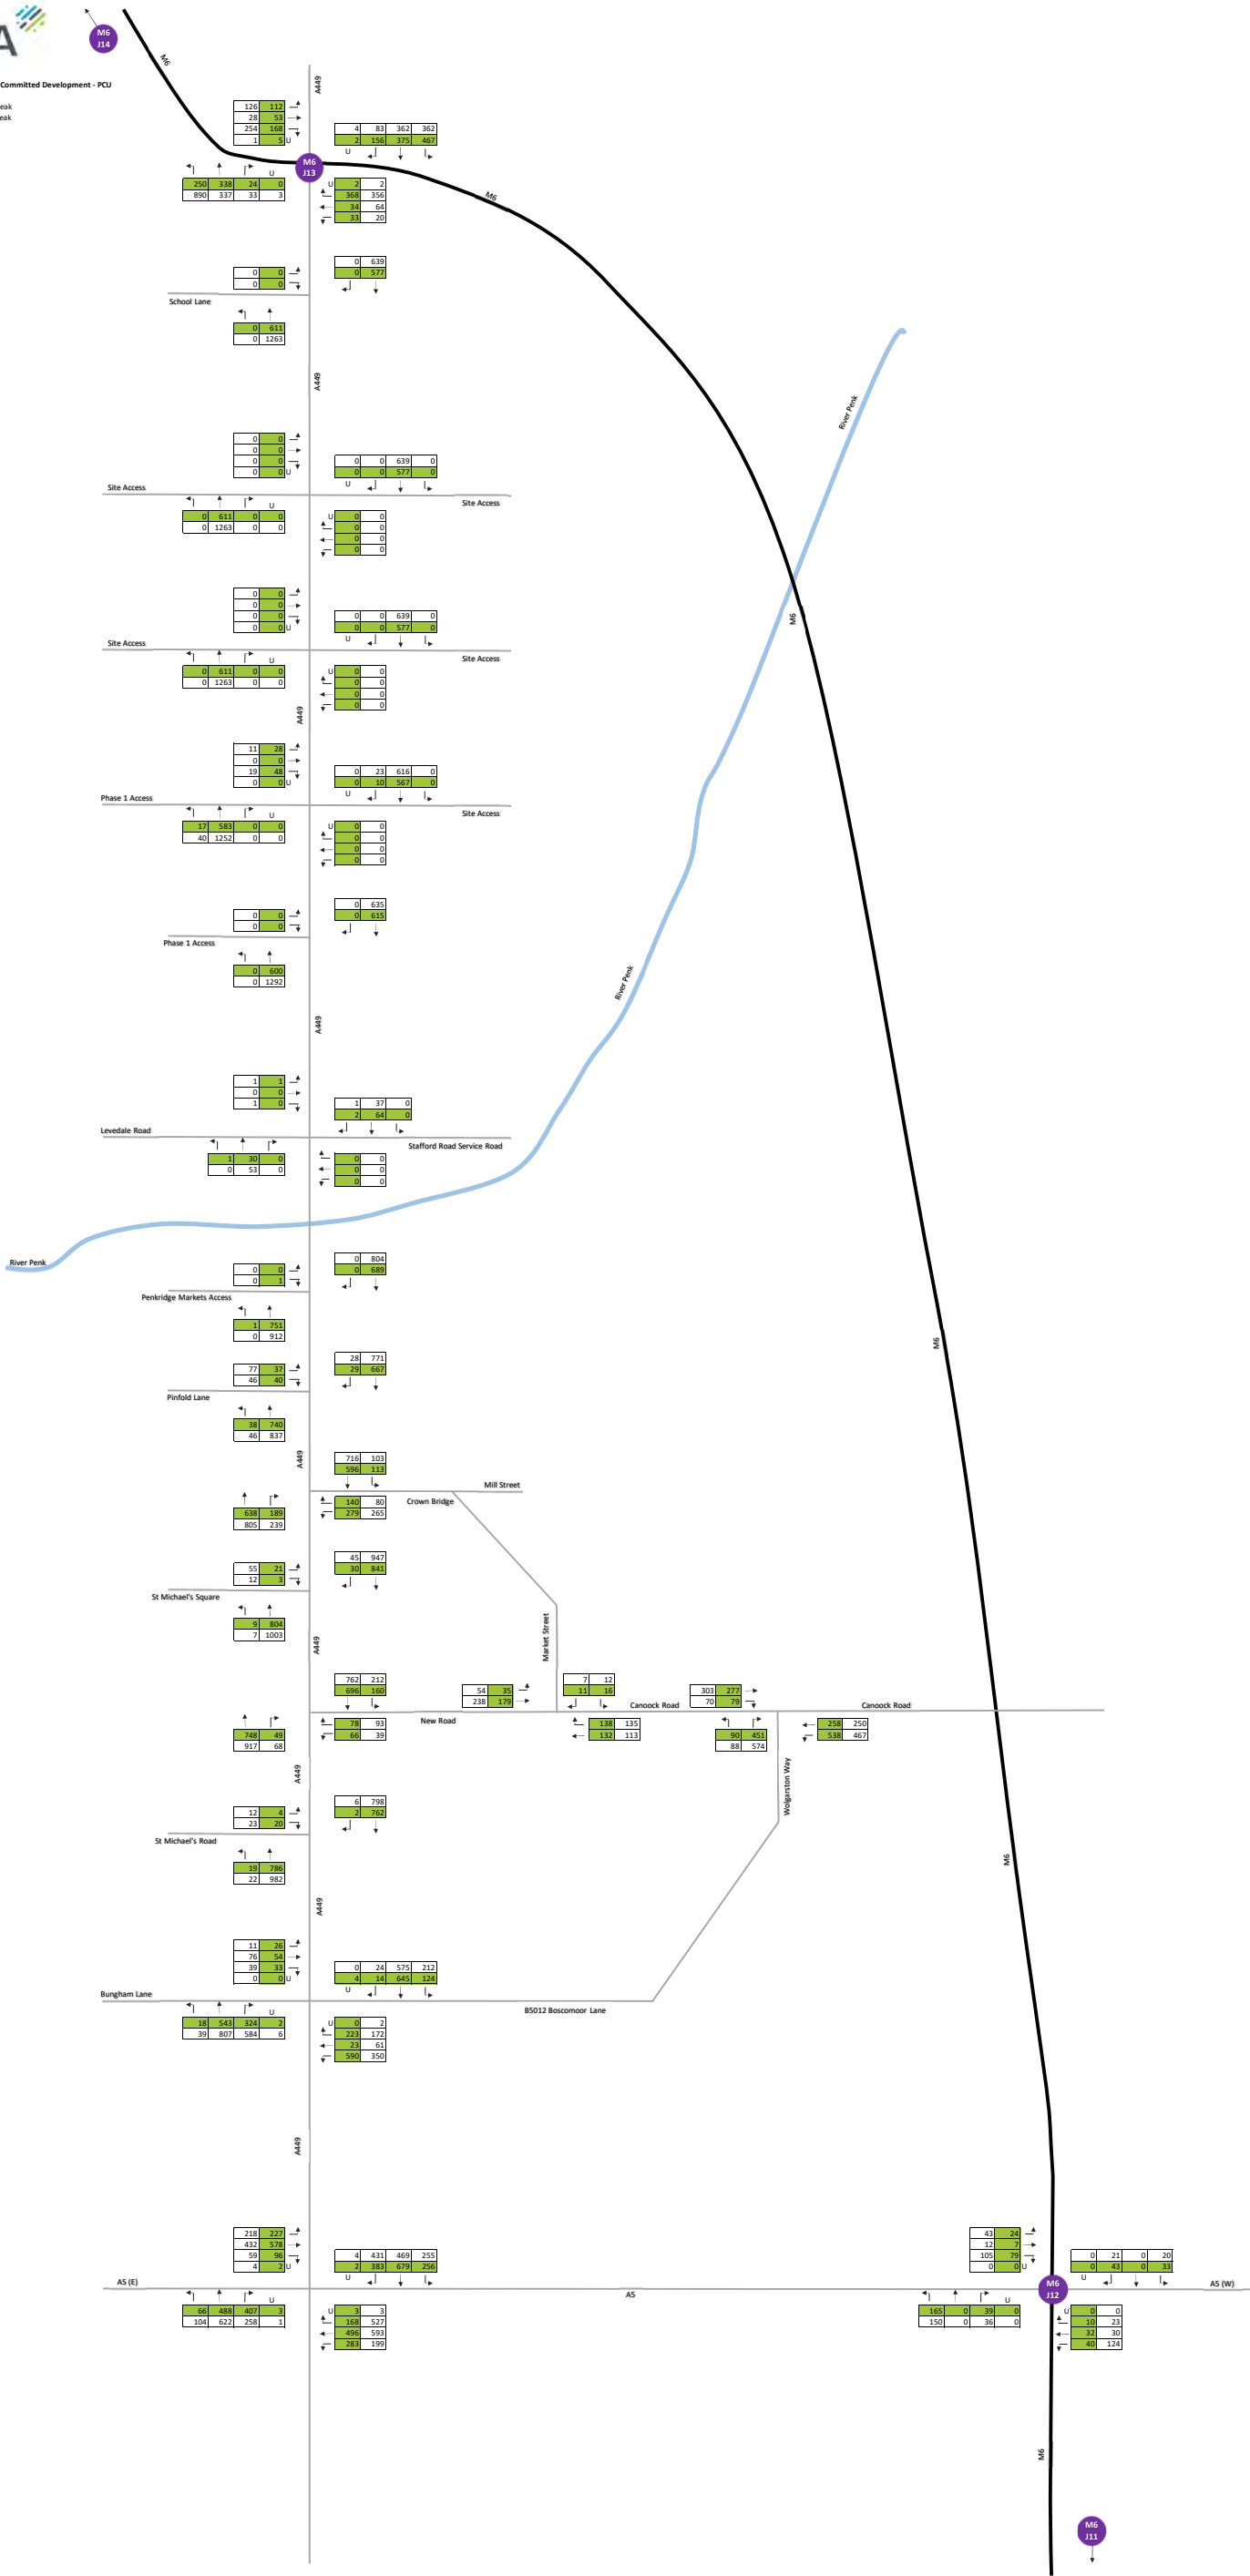 M6
J14
A
M6
A449
Committed Development - PCU
eak
eak
126 112
28 53
254 168
1 5 U
4 83 362 362
2 156 375 467
U
M6
J13
U
250 338 24 0
890 337 33 3
U 2 2
368 356
34 64
33 20
M6
0 639
0 577
0 0
0 0
School Lane
0 611
0 1263
A449
River Penk
0 0
0 0
0 0
0 0 U
0 0 639 0
0 0 577 0
U
Site Access
Site Access
U
0 611 0 0
0 1263 0 0
U 0 0
0 0
0 0
0 0
0 0
0 0
0 0
0 0 U
0 0 639 0
0 0 577 0
U
M6
Site Access
Site Access
U
0 611 0 0
0 1263 0 0
U 0 0
0 0
0 0
0 0
A449
11 28
0 0
19 48
0 0 U
0 23 616 0
0 10 567 0
U
Phase 1 Access
Site Access
U
17 583 0 0
40 1252 0 0
U 0 0
0 0
0 0
0 0
0 635
0 615
0 0
0 0
Phase 1 Access
0 600
0 1292
River Penk
A449
1 1
0 0
1 0
1 37 0
2 64 0
Levedale Road
Stafford Road Service Road
1 30 0
0 53 0
0 0
0 0
0 0
River Penk
0 804
0 689
0 0
0 1
Penkridge Markets Access
1 751
0 912
M6
28 771
29 667
77 37
46 40
Pinfold Lane
38 740
46 837
A449
716 103
596 113
Mill Street
Crown Bridge
638 189
805 239
140 80
279 265
45 947
30 841
55 21
12 3
St Michael's Square
9 804
7 1003
A449
Market Street
762 212
696 160
54 35
238 179
7 12
11 16
303 277
70 79
Canoock Road
Canoock Road
New Road
748 49
917 68
78 93
66 39
138 135
132 113
90 451
88 574
258 250
538 467
A449
Wolgarston Way
6 798
2 762
12 4
23 20
St Michael's Road
19 786
22 982
M6
A449
11 26
76 54
39 33
0 0 U
0 24 575 212
4 14 645 124
U
Bungham Lane
B5012 Boscomoor Lane
U
18 543 324 2
39 807 584 6
U 0 2
223 172
23 61
590 350
A449
218 227
432 578
59 96
4 2 U
4 431 469 255
2 383 679 256
U
43 24
12 7
105 79
0 0 U
0 21 0 20
0 43 0 33
U
A5 (E)
A5
M6
J12
A5 (W)
U
66 488 407 3
104 622 258 1
U 3 3
168 527
496 593
283 199
U
165 0 39 0
150 0 36 0
U 0 0
10 23
32 30
40 124
M6
M6
J11